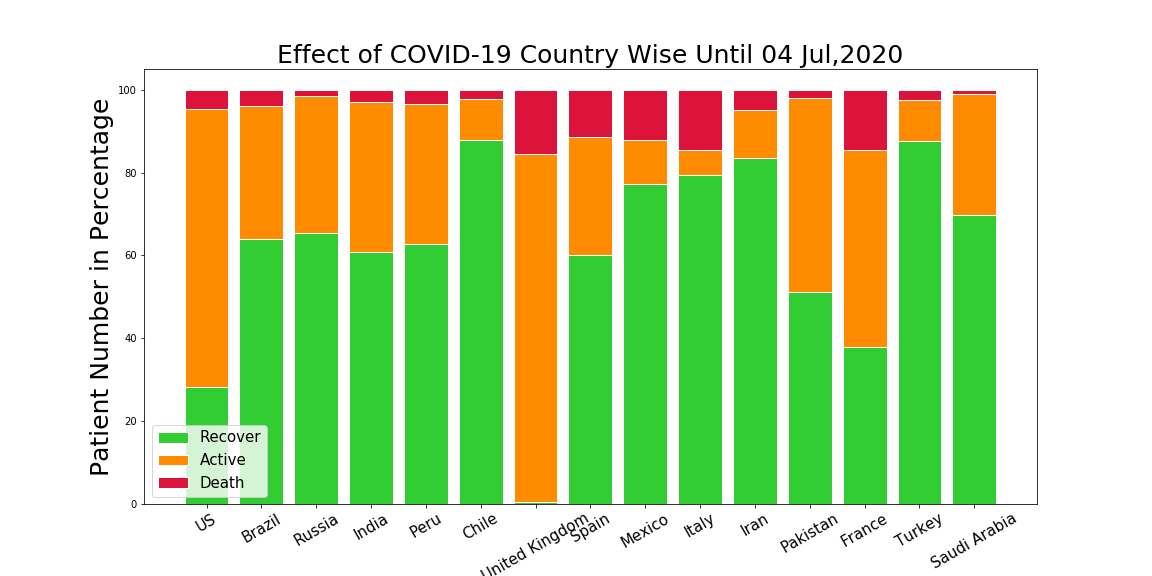 Effect of COVID-19 Country Wise Until 04 Jul,2020
Patient Number in Percentage
100
80
60
40
20
0
Recover
Active
Death
US
Brazil
Russia
India
Peru
Chile
United Kingdom
Spain
Mexico
Italy
Iran
Pakistan
France
Turkey
Saudi Arabia